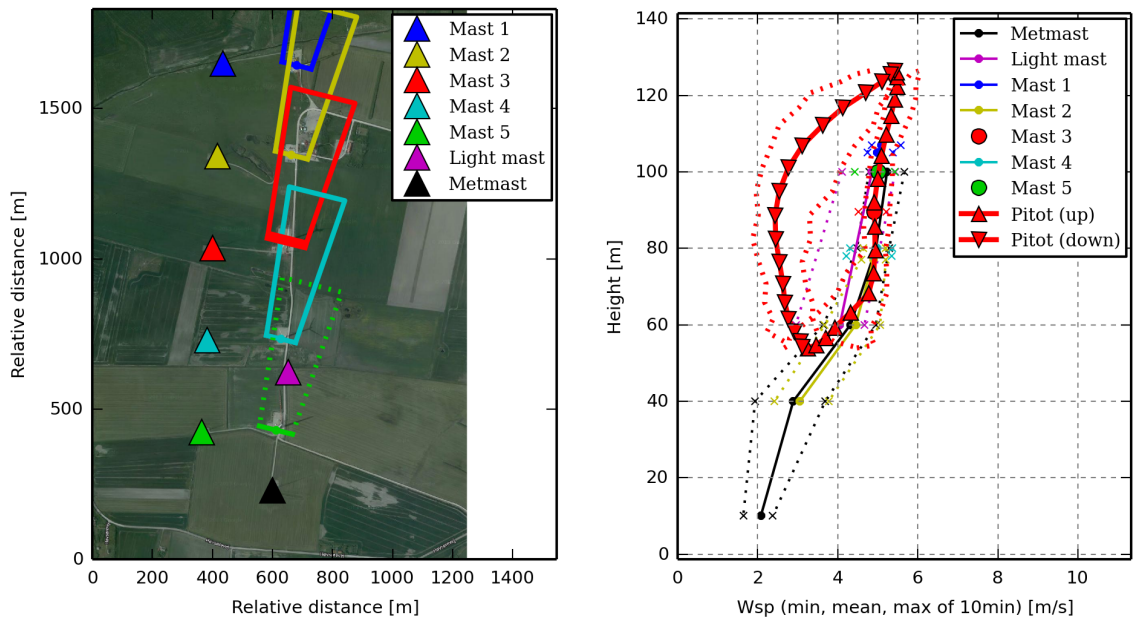 Mast 1
Mast 2
Mast 3
Mast 4
Mast 5
Light mast
Metmast
1500
1000
500
0
0
200
400
600
800
1000
1200
1400
Relative distance [m]
Relative distance [m]
140
120
100
80
60
40
20
0
0
2
4
6
8
10
Height [m]
Wsp (min, mean, max of 10min) [m/s]
Metmast
Light mast
Mast 1
Mast 2
Mast 3
Mast 4
Mast 5
Pitot (up)
Pitot (down)